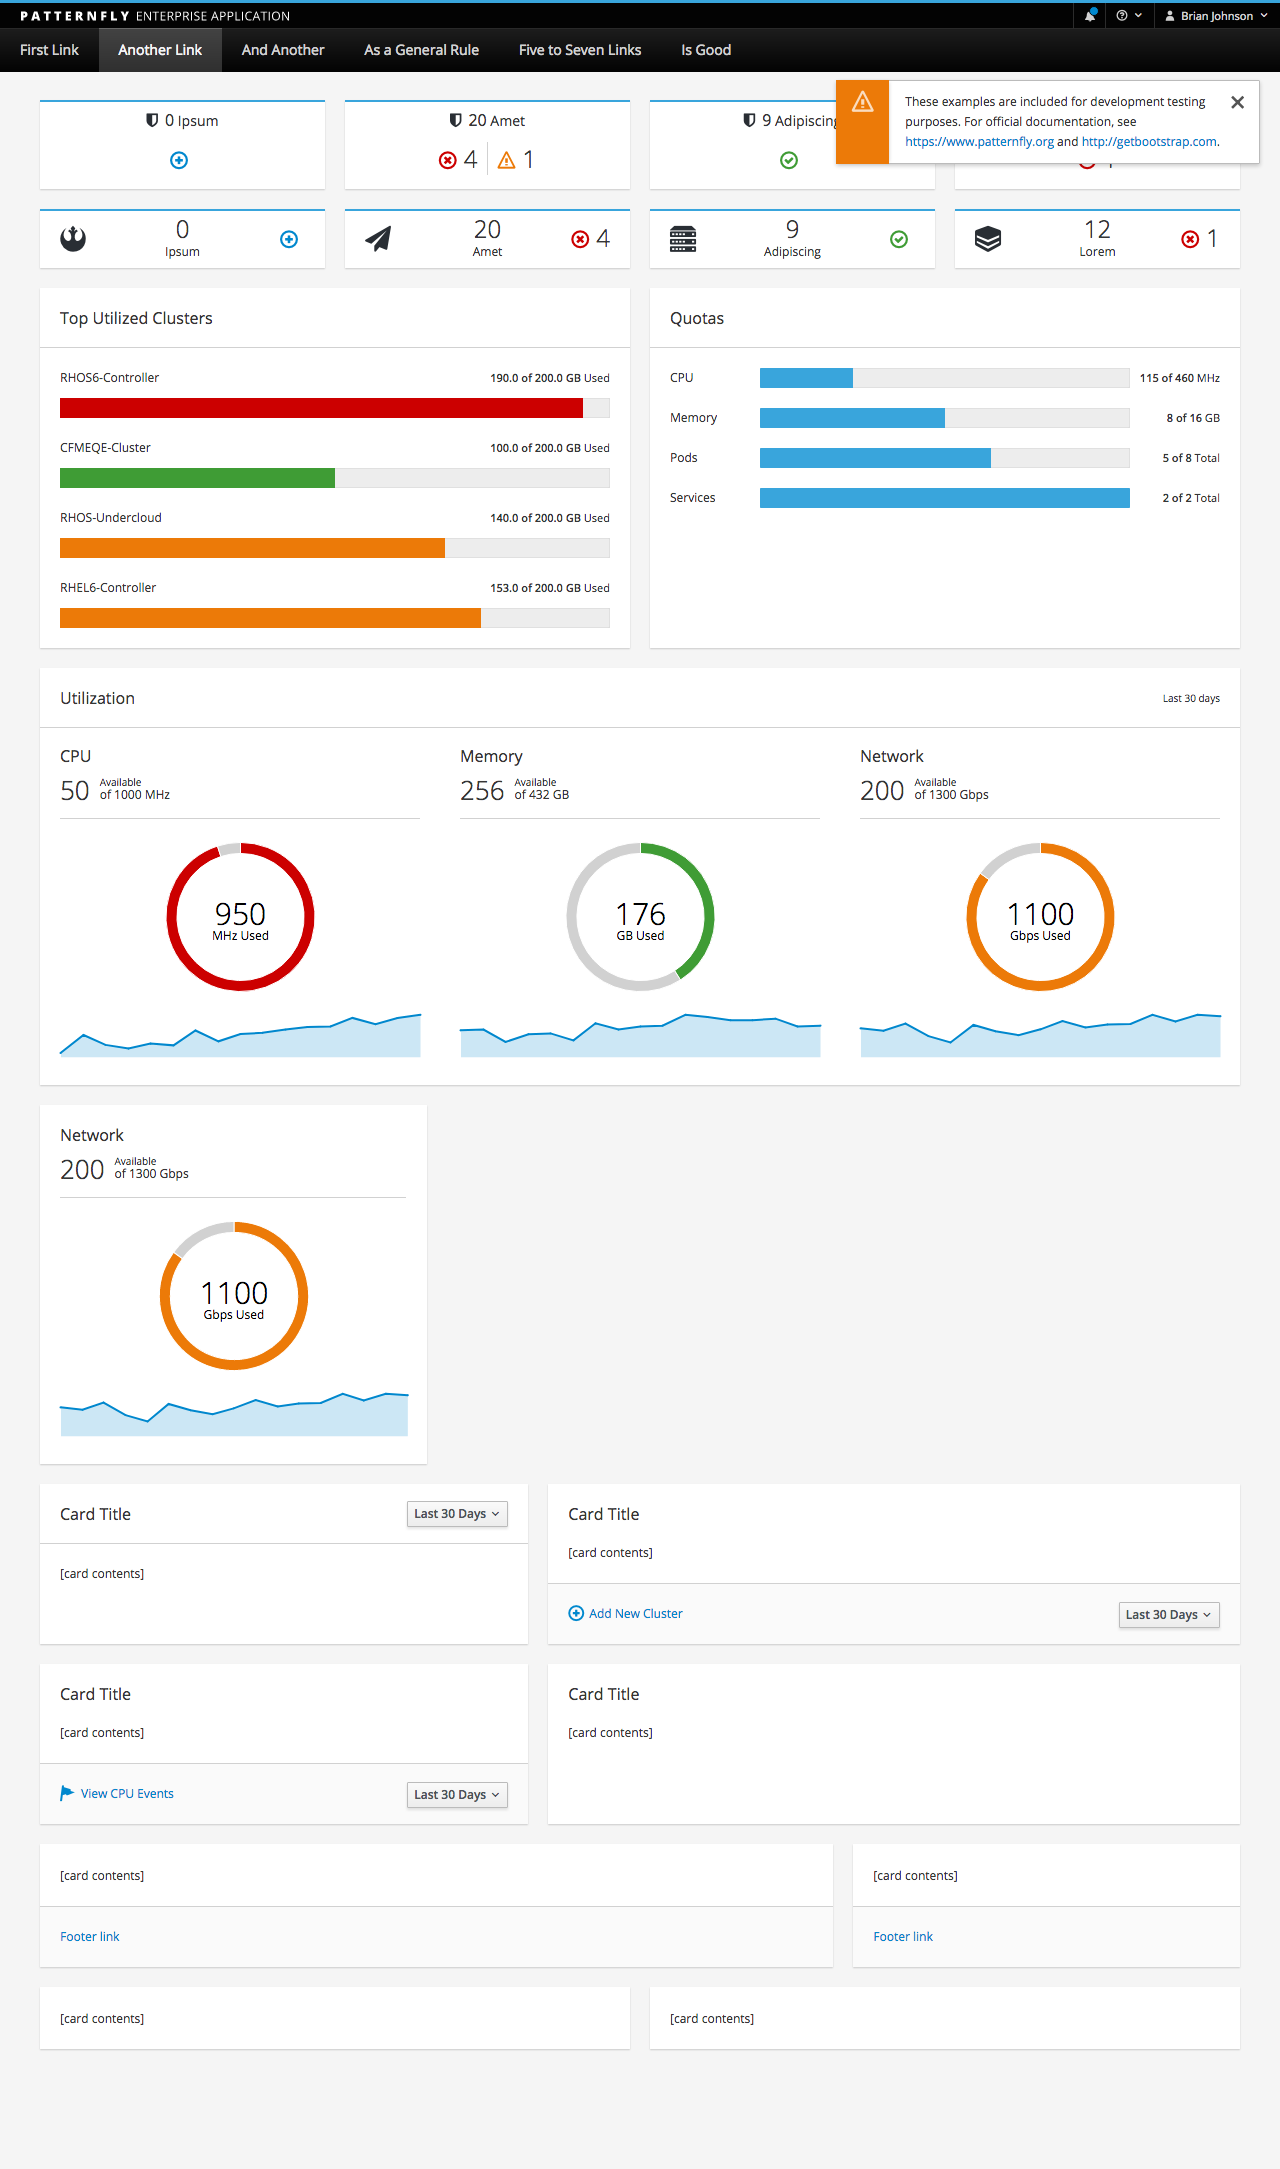 PATTERNFLY ENTERPRISE APPLICATION
Brian Johnson
First Link
Another Link
And Another
As a General Rule
Five to Seven Links
Is Good
These examples are included for development testing
purposes. For official documentation, see
https://www.patternfly.org and http://getbootstrap.com.
0 Ipsum
20 Amet
4
1
9 Adipiscing
0
Ipsum
20
Amet
4
9
Adipiscing
12
Lorem
1
Top Utilized Clusters
RHOS6-Controller
190.0 of 200.0 GB Used
CFMEQE-Cluster
100.0 of 200.0 GB Used
RHOS-Undercloud
140.0 of 200.0 GB Used
RHEL6-Controller
153.0 of 200.0 GB Used
Quotas
CPU
115 of 460 MHz
Memory
8 of 16 GB
Pods
5 of 8 Total
Services
2 of 2 Total
Utilization
Last 30 days
CPU
50
Available
of 1000 MHz
950
MHz Used
Memory
256
Available
of 432 GB
176
GB Used
Network
200
Available
of 1300 Gbps
1100
Gbps Used
Network
200
Available
of 1300 Gbps
1100
Gbps Used
Card Title
Last 30 Days
[card contents]
Card Title
[card contents]
Add New Cluster
Last 30 Days
Card Title
[card contents]
View CPU Events
Last 30 Days
Card Title
[card contents]
[card contents]
Footer link
[card contents]
Footer link
[card contents]
[card contents]